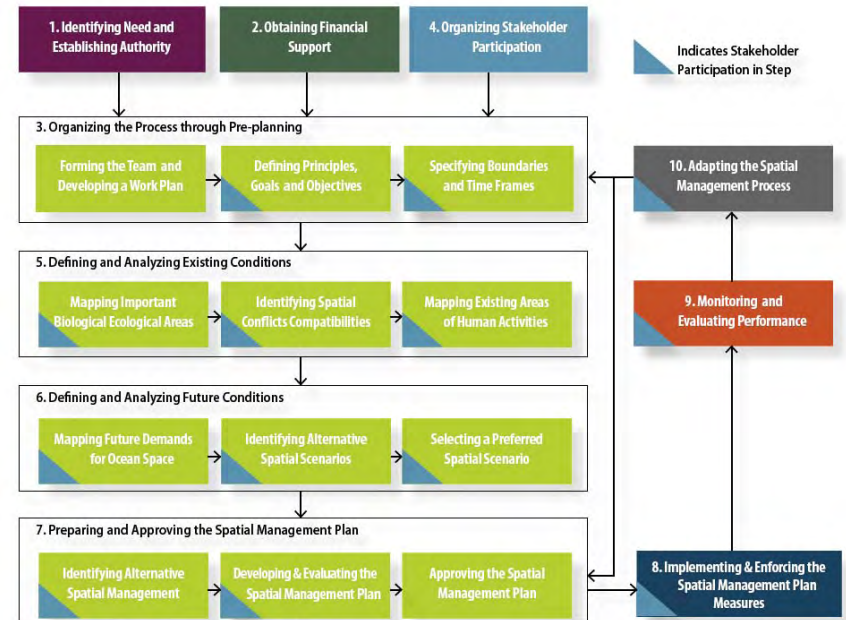 1. Identifying Need and
Establishing Authority
2. Obtaining Financial
Support
4. Organizing Stakeholder
Participation
Indicates Stakeholder
Participation in Step
3. Organizing the Process through Pre-planning
Forming the Team and
Developing a Work Plan
Defining Principles,
Goals and Objectives
Specifying Boundaries
and Time Frames
10. Adapting the Spatial
Management Process
5. Defining and Analyzing Existing Conditions
Mapping Important
Biological Ecological Areas
Identifying Spatial
Conflicts Compatibilities
Mapping Existing Areas
of Human Activities
9. Monitoring and
Evaluating Performance
6. Defining and Analyzing Future Conditions
Mapping Future Demands
for Ocean Space
Identifying Alternative
Spatial Scenarios
Selecting a Preferred
Spatial Scenario
7. Preparing and Approving the Spatial Management Plan
Identifying Alternative
Spatial Management
Developing & Evaluating the
Spatial Management Plan
Approving the Spatial
Management Plan
8. Implementing & Enforcing the
Spatial Management Plan
Measures